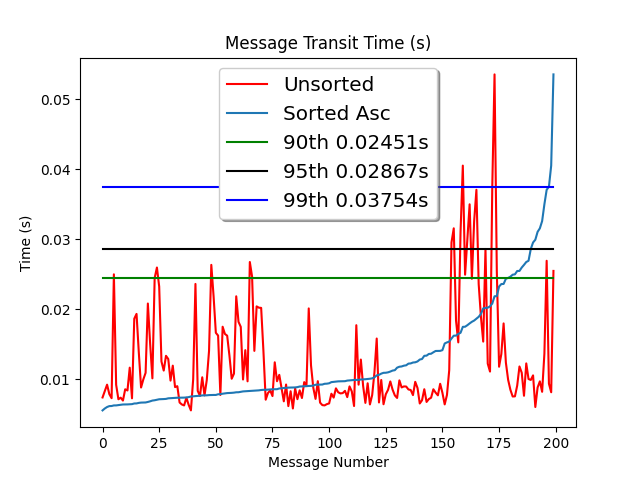 Message Transit Time (s)
Unsorted
Sorted Asc
90th 0.02451s
95th 0.02867s
99th 0.03754s
0.05
0.04
0.03
0.02
0.01
Time (s)
0 25 50 75 100 125 150 175 200
Message Number